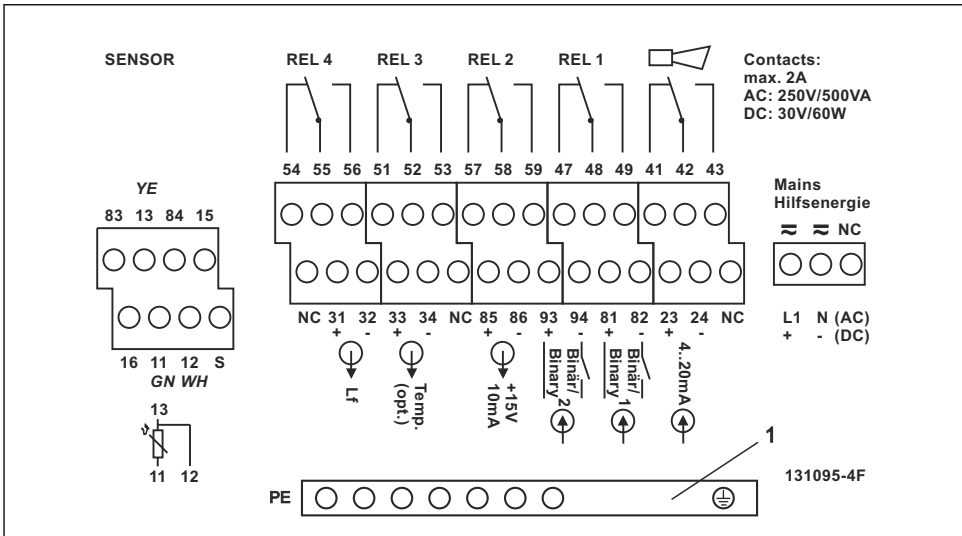 SENSOR
REL 4 REL 3 REL 2 REL 1
Contacts:
max. 2A
AC: 250V/500VA
DC: 30V/60W
54 55 56 51 52 53 57 58 59 47 48 49 41 42 43
YE
83 13 84 15
Mains
Hilfsenergie
≂ ≂ NC
NC 31 32 33 34 NC 85 86 93 94 81 82 23 24 NC
+ - + - + - + - + - + -
L1 N (AC)
+ - (DC)
16 11 12 S
GN WH
Lf
Temp.
(opt.)
+15V
10mA
Binär/
Binary 2
Binär/
Binary 1
4..20mA
13
11 12
1
131095-4F
PE